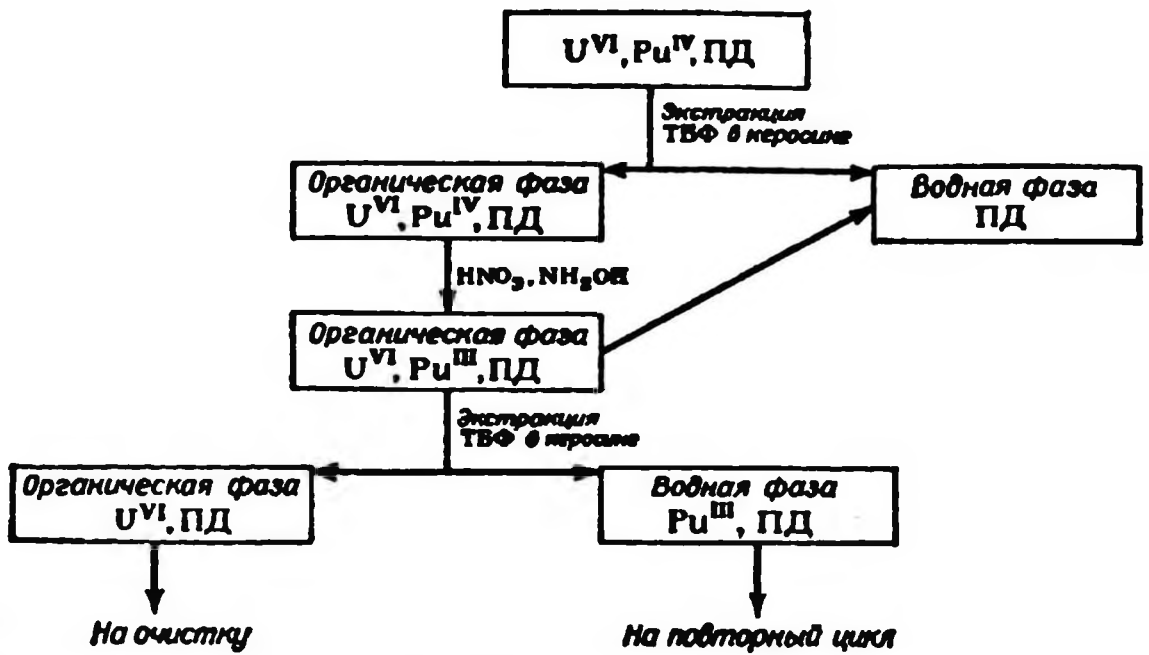 U^VI, Pu^IV, ПД
Экстракция
ТБФ в керосине
Органическая фаза
U^VI, Pu^IV, ПД
Водная фаза
ПД
HNO₃, NH₂OH
Органическая фаза
U^VI, Pu^III, ПД
Экстракция
ТБФ в керосине
Органическая фаза
U^VI, ПД
Водная фаза
Pu^III, ПД
На очистку
На повторный цикл